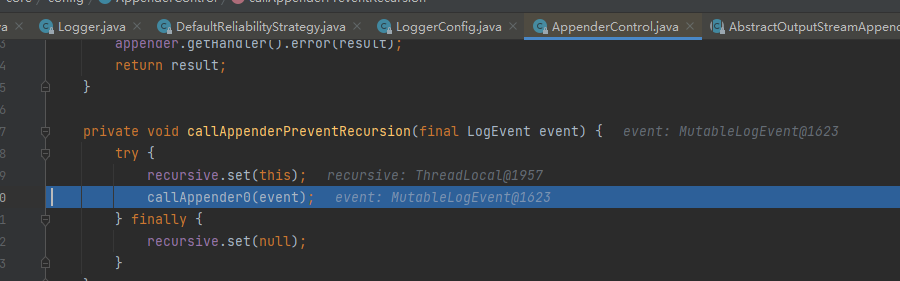 core › config › AppenderControl › callAppenderPreventRecursion
va × Logger.java × DefaultReliabilityStrategy.java × LoggerConfig.java × AppenderControl.java × AbstractOutputStreamAppend
3 appender.getHandler().error(result);
4 return result;
5 }
6
7 private void callAppenderPreventRecursion(final LogEvent event) { event: MutableLogEvent@1623
8 try {
9 recursive.set(this); recursive: ThreadLocal@1957
0 callAppender0(event); event: MutableLogEvent@1623
1 } finally {
2 recursive.set(null);
3 }